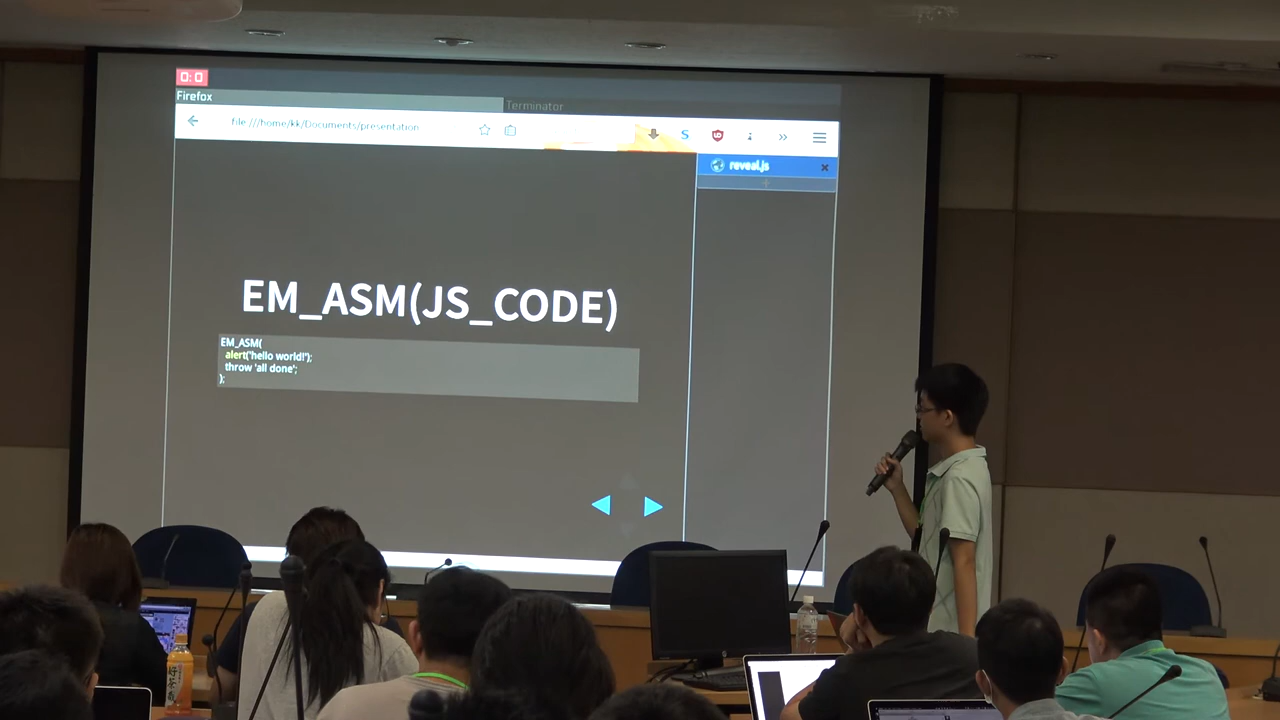 0: 0
Firefox
Terminator
file:///home/kk/Documents/presentation
S
reveal.js
EM_ASM(JS_CODE)
EM_ASM(
alert('hello world!');
throw 'all done';
);